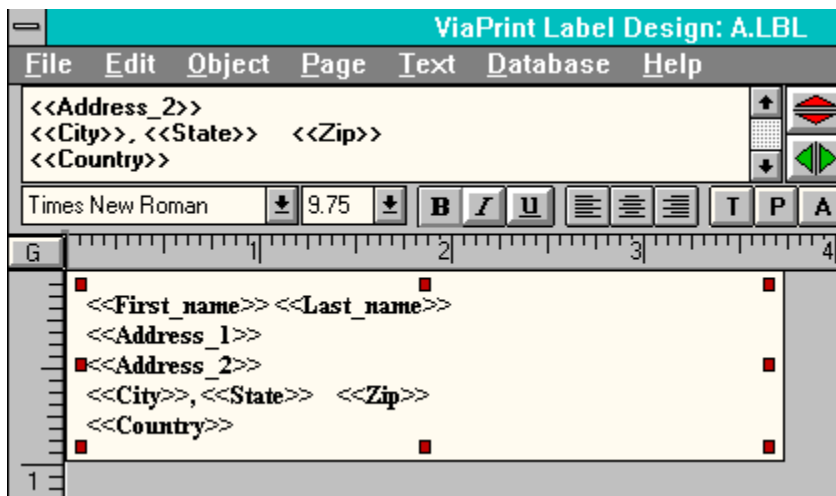 ViaPrint Label Design: A.LBL
File Edit Object Page Text Database Help
<<Address_2>>
<<City>>, <<State>> <<Zip>>
<<Country>>
Times New Roman 9.75 B I U T P A
G 1 2 3 4
<<First_name>> <<Last_name>>
<<Address_1>>
<<Address_2>>
<<City>>, <<State>> <<Zip>>
<<Country>>
1